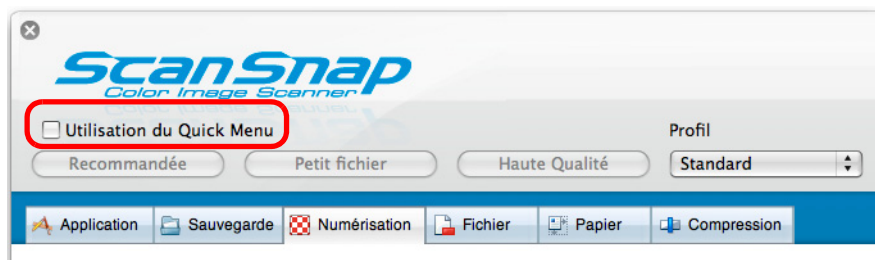 ScanSnap
Color Image Scanner
Utilisation du Quick Menu
Profil
Recommandée Petit fichier Haute Qualité Standard
Application Sauvegarde Numérisation Fichier Papier Compression